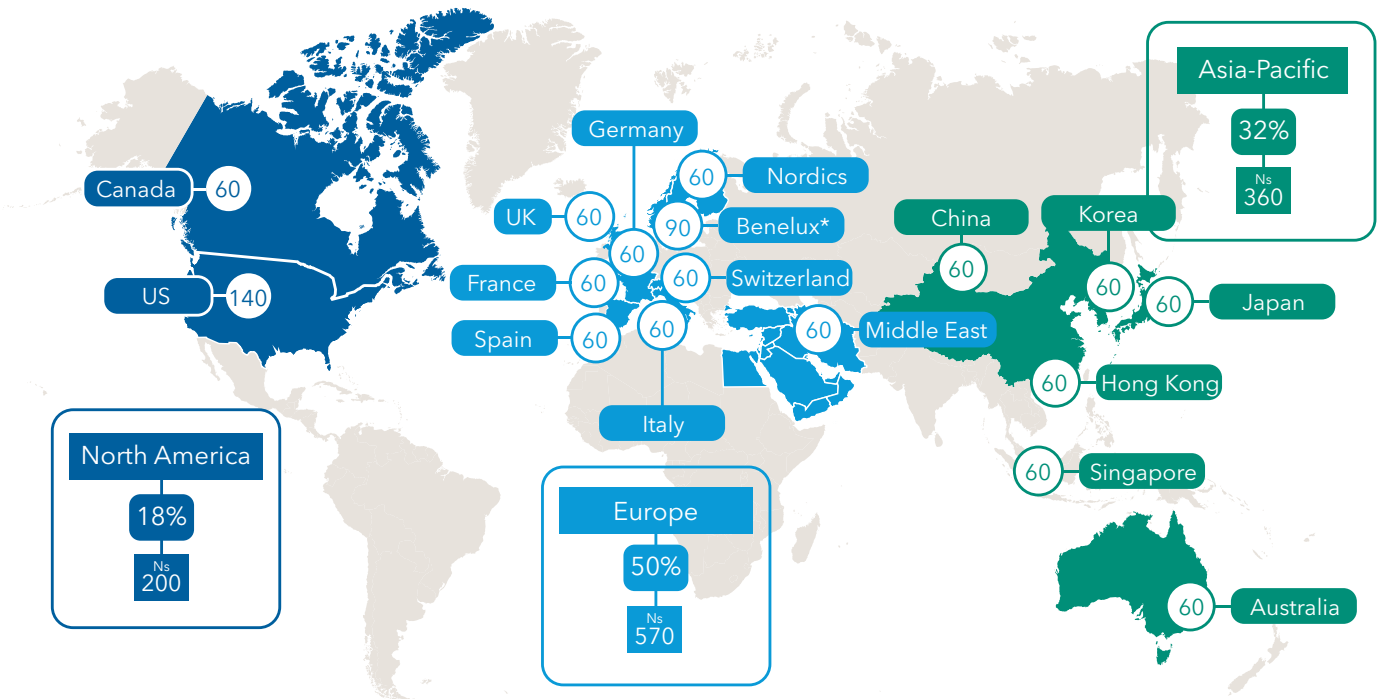 Asia-Pacific
32%
Ns
360
Germany
60
Nordics
60
UK
60
Benelux*
90
Canada
60
China
60
Korea
60
France
60
Switzerland
60
US
140
Japan
60
Spain
60
Italy
60
Middle East
60
Hong Kong
60
North America
18%
Ns
200
Singapore
60
Europe
50%
Ns
570
Australia
60